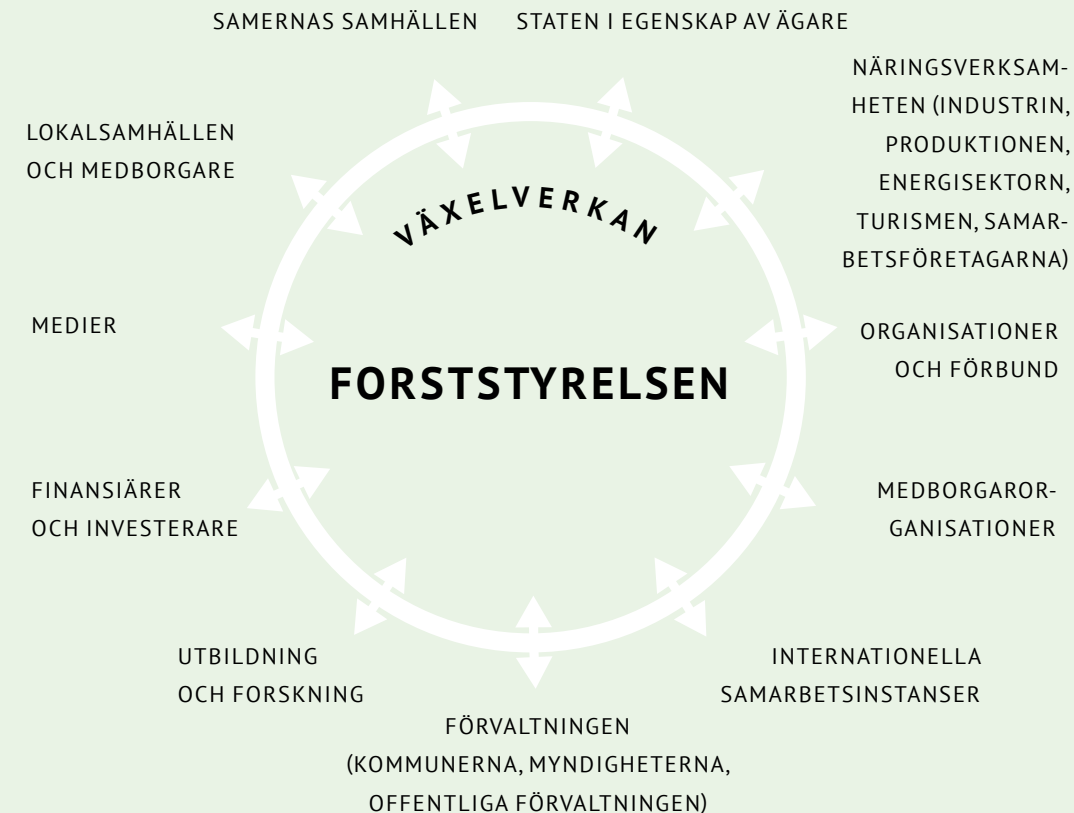 SAMERNAS SAMHÄLLEN
STATEN I EGENSKAP AV ÄGARE
NÄRINGSVERKSAM-
HETEN (INDUSTRIN,
PRODUKTIONEN,
ENERGISEKTORN,
TURISMEN, SAMAR-
BETSFÖRETAGARNA)
ORGANISATIONER
OCH FÖRBUND
MEDBORGAROR-
GANISATIONER
INTERNATIONELLA
SAMARBETSINSTANSER
FÖRVALTNINGEN
(KOMMUNERNA, MYNDIGHETERNA,
OFFENTLIGA FÖRVALTNINGEN)
UTBILDNING
OCH FORSKNING
FINANSIÄRER
OCH INVESTERARE
MEDIER
LOKALSAMHÄLLEN
OCH MEDBORGARE
VÄXELVERKAN
FORSTSTYRELSEN